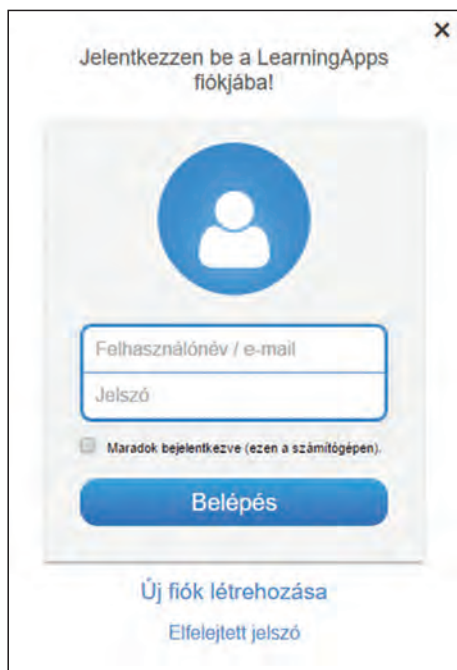 Jelentkezzen be a LearningApps
fiókjába!
Felhasználónév / e-mail
Jelszó
Maradok bejelentkezve (ezen a számítógépen).
Belépés
Új fiók létrehozása
Elfelejtett jelszó